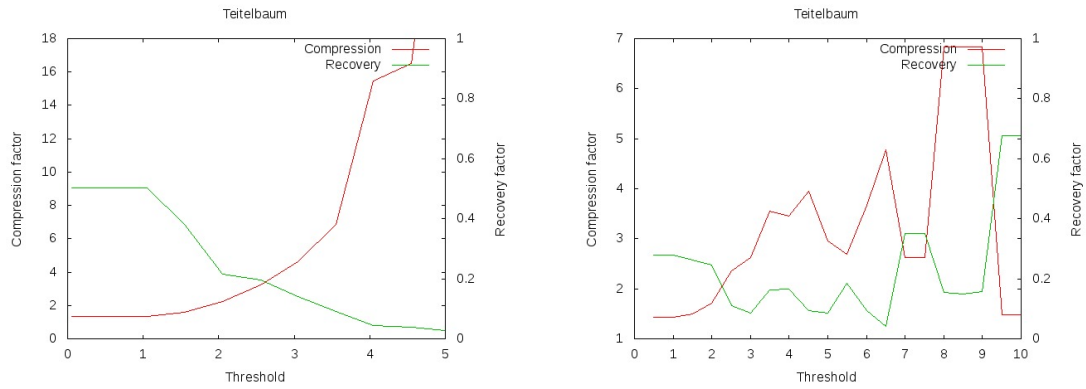 Teitelbaum
Compression
Recovery
18
16
14
12
10
8
6
4
2
0
Compression factor
1
0.8
0.6
0.4
0.2
0
Recovery factor
0 1 2 3 4 5
Threshold
Teitelbaum
Compression
Recovery
7
6
5
4
3
2
1
Compression factor
1
0.8
0.6
0.4
0.2
0
Recovery factor
0 1 2 3 4 5 6 7 8 9 10
Threshold